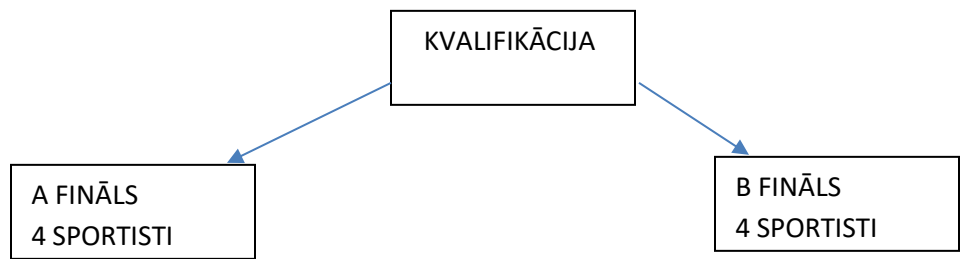 KVALIFIKĀCIJA
A FINĀLS
4 SPORTISTI
B FINĀLS
4 SPORTISTI